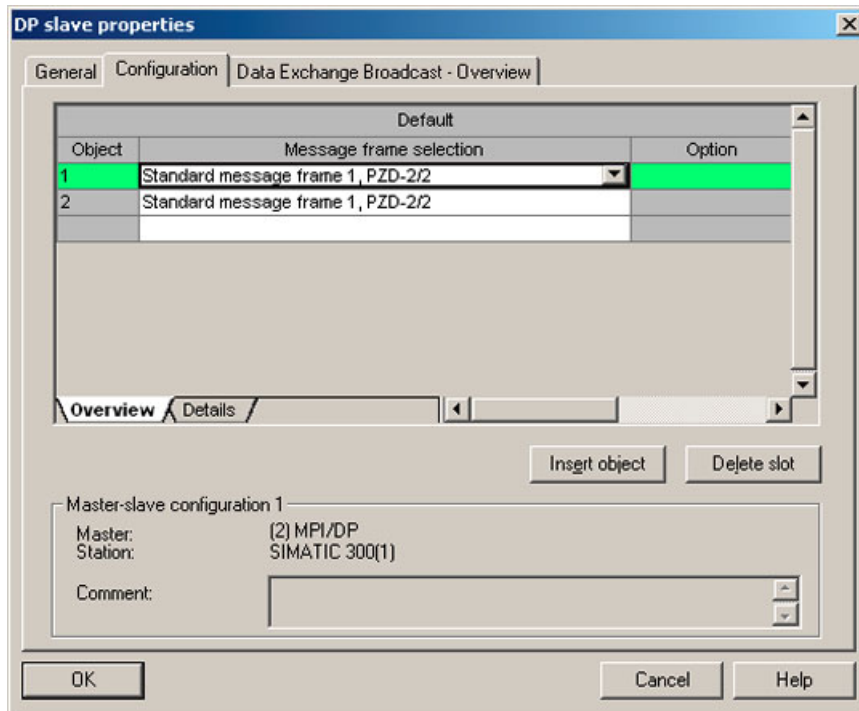 DP slave properties
General Configuration Data Exchange Broadcast - Overview
Default
Object Message frame selection Option
1 Standard message frame 1, PZD-2/2
2 Standard message frame 1, PZD-2/2
Overview Details
Insert object Delete slot
Master-slave configuration 1
Master: (2) MPI/DP
Station: SIMATIC 300(1)
Comment:
OK Cancel Help